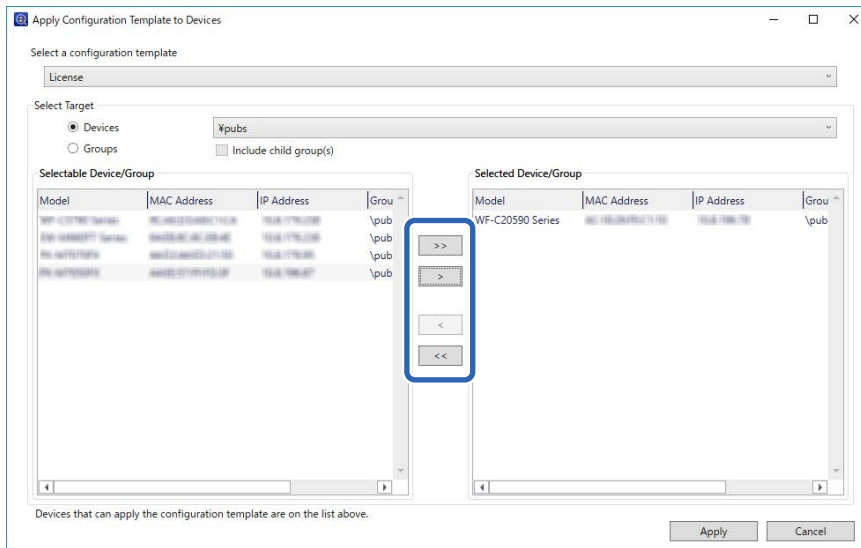 Apply Configuration Template to Devices
Select a configuration template
License
Select Target
Devices
¥pubs
Groups
Include child group(s)
Selectable Device/Group
Selected Device/Group
Model MAC Address IP Address Grou
Model MAC Address IP Address Grou
\pub
WF-C20590 Series \pub
\pub
\pub
\pub
>>
>
<
<<
Devices that can apply the configuration template are on the list above.
Apply Cancel